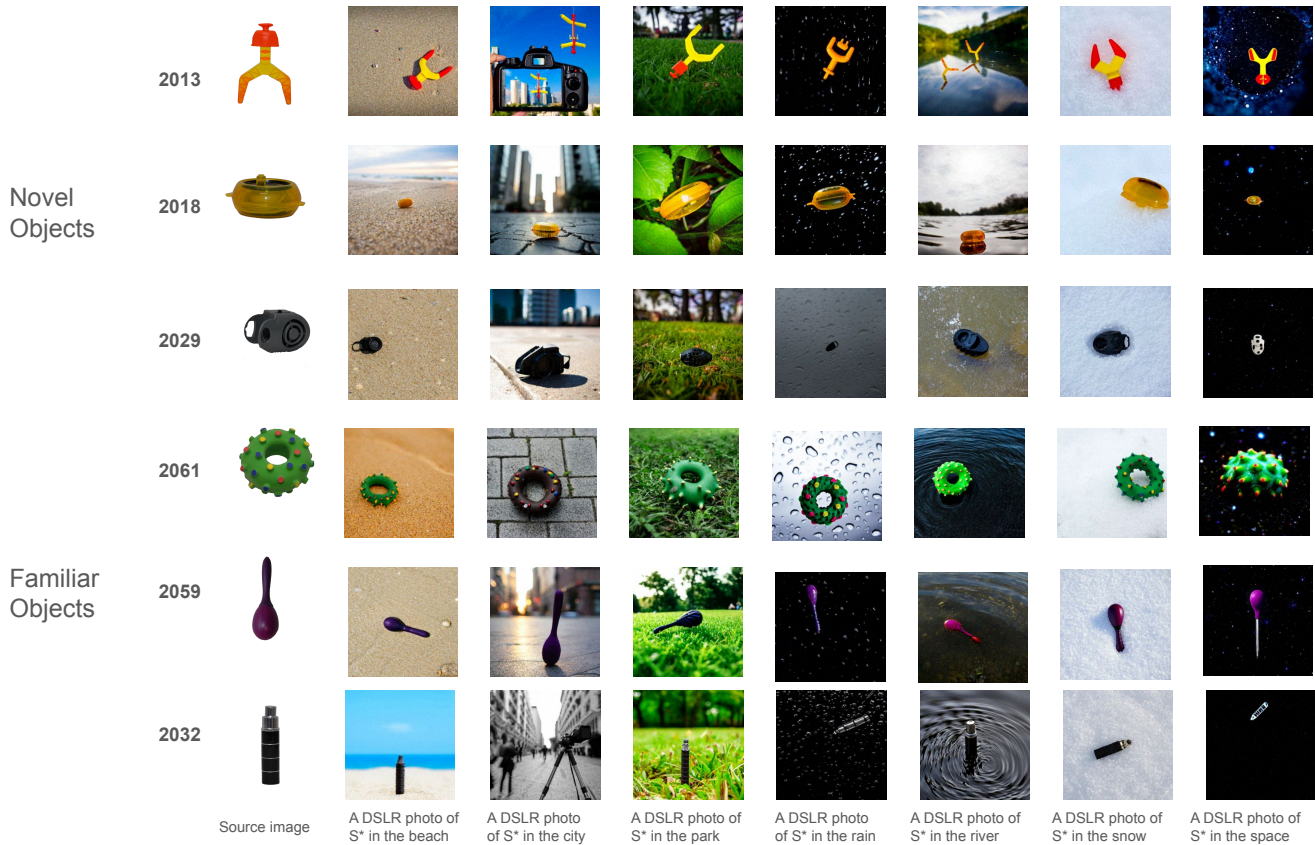 2013
Novel
Objects
2018
2029
2061
Familiar
Objects
2059
2032
Source image
A DSLR photo of
S* in the beach
A DSLR photo
of S* in the city
A DSLR photo of
S* in the park
A DSLR photo
of S* in the rain
A DSLR photo of
S* in the river
A DSLR photo of
S* in the snow
A DSLR photo of
S* in the space